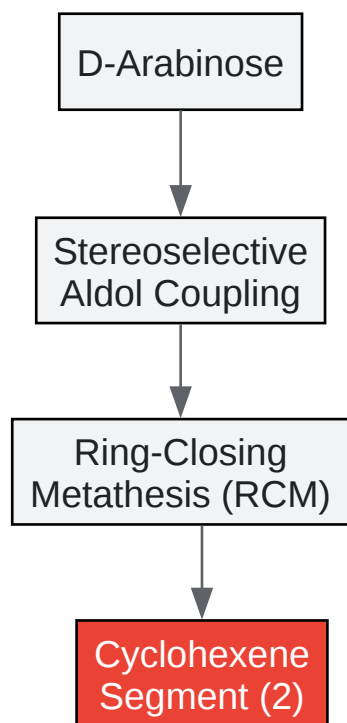 D-Arabinose
Stereoselective
Aldol Coupling
Ring-Closing
Metathesis (RCM)
Cyclohexene
Segment (2)